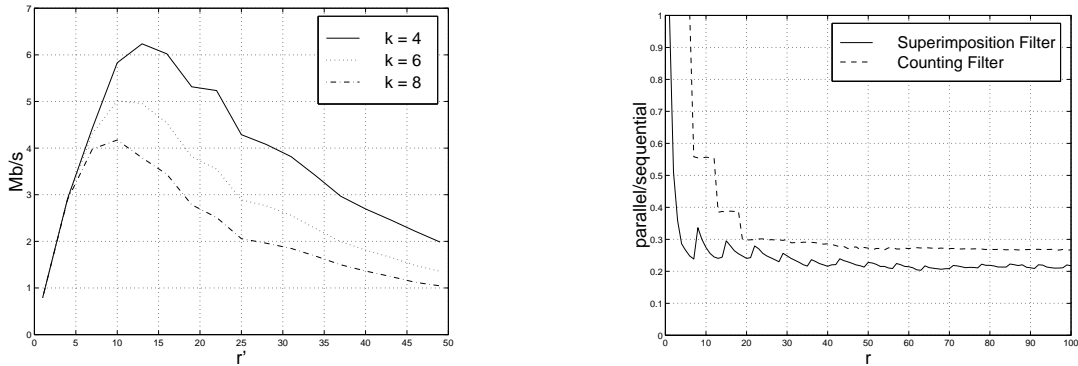 7
6
5
4
3
2
1
0
Mb/s
0 5 10 15 20 25 30 35 40 45 50
r'
k = 4
k = 6
k = 8
1
0.9
0.8
0.7
0.6
0.5
0.4
0.3
0.2
0.1
0
parallel/sequential
0 10 20 30 40 50 60 70 80 90 100
r
Superimposition Filter
Counting Filter